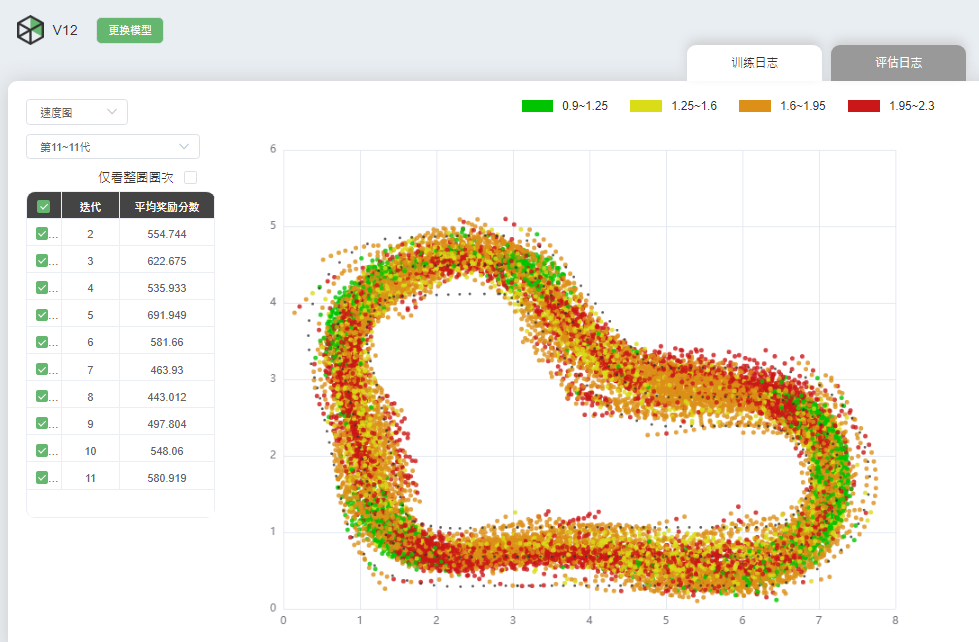 V12
更换模型
训练日志
评估日志
速度图
0.9~1.25
1.25~1.6
1.6~1.95
1.95~2.3
第11~11代
仅看整圈圈次
迭代
平均奖励分数
... 2 554.744
... 3 622.675
... 4 535.933
... 5 691.949
... 6 581.66
... 7 463.93
... 8 443.012
... 9 497.804
... 10 548.06
... 11 580.919
6
5
4
3
2
1
0
0 1 2 3 4 5 6 7 8